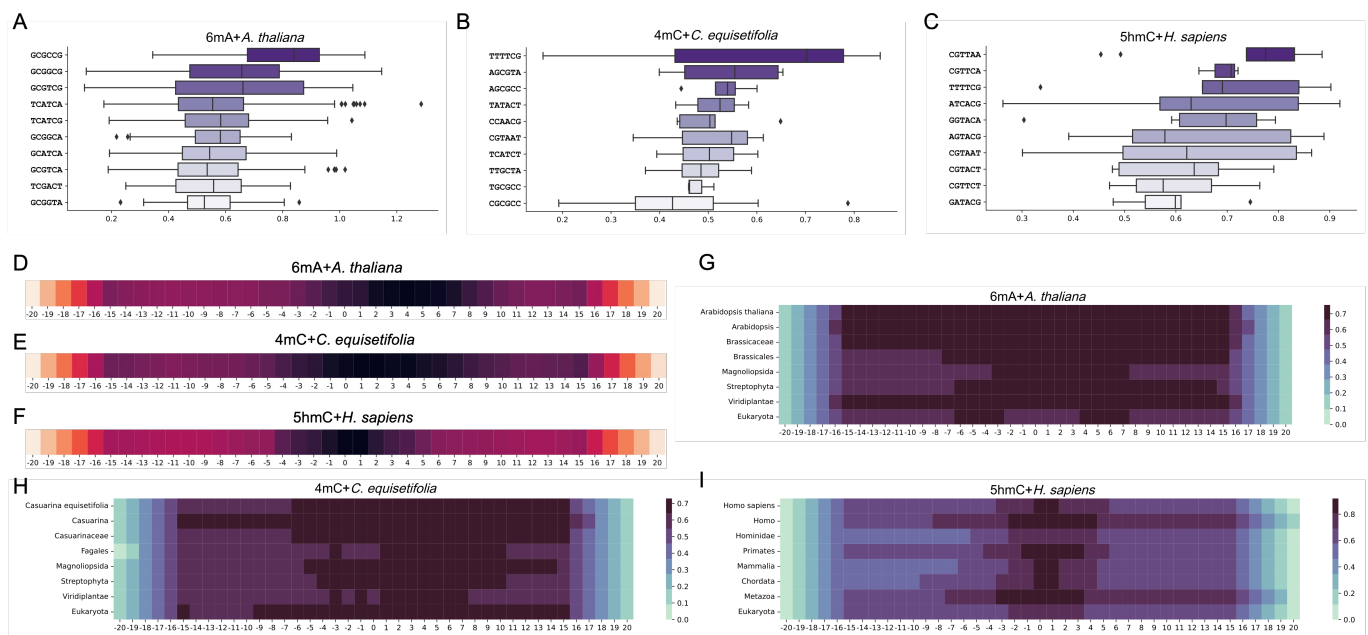 A
6mA+A. thaliana
GCGCCG
GCGGCG
GCGTCG
TCATCA
TCATCG
GCGGCA
GCATCA
GCGTCA
TCGACT
GCGGTA
0.2 0.4 0.6 0.8 1.0 1.2
B
4mC+C. equisetifolia
TTTTCG
AGCGTA
AGCGCC
TATACT
CCAACG
CGTAAT
TCATCT
TTGCTA
TGCGCC
CGCGCC
0.2 0.3 0.4 0.5 0.6 0.7 0.8
C
5hmC+H. sapiens
CGTTAA
CGTTCA
TTTTCG
ATCACG
GGTACA
AGTACG
CGTAAT
CGTACT
CGTTCT
GATACG
0.3 0.4 0.5 0.6 0.7 0.8 0.9
D
6mA+A. thaliana
-20 -19 -18 -17 -16 -15 -14 -13 -12 -11 -10 -9 -8 -7 -6 -5 -4 -3 -2 -1 0 1 2 3 4 5 6 7 8 9 10 11 12 13 14 15 16 17 18 19 20
E
4mC+C. equisetifolia
-20 -19 -18 -17 -16 -15 -14 -13 -12 -11 -10 -9 -8 -7 -6 -5 -4 -3 -2 -1 0 1 2 3 4 5 6 7 8 9 10 11 12 13 14 15 16 17 18 19 20
F
5hmC+H. sapiens
-20 -19 -18 -17 -16 -15 -14 -13 -12 -11 -10 -9 -8 -7 -6 -5 -4 -3 -2 -1 0 1 2 3 4 5 6 7 8 9 10 11 12 13 14 15 16 17 18 19 20
G
6mA+A. thaliana
Arabidopsis thaliana
Arabidopsis
Brassicaceae
Brassicales
Magnoliopsida
Streptophyta
Viridiplantae
Eukaryota
-20-19-18-17-16-15-14-13-12-11-10 -9 -8 -7 -6 -5 -4 -3 -2 -1 0 1 2 3 4 5 6 7 8 9 10 11 12 13 14 15 16 17 18 19 20
0.7
0.6
0.5
0.4
0.3
0.2
0.1
0.0
H
4mC+C. equisetifolia
Casuarina equisetifolia
Casuarina
Casuarinaceae
Fagales
Magnoliopsida
Streptophyta
Viridiplantae
Eukaryota
-20-19-18-17-16-15-14-13-12-11-10 -9 -8 -7 -6 -5 -4 -3 -2 -1 0 1 2 3 4 5 6 7 8 9 10 11 12 13 14 15 16 17 18 19 20
0.7
0.6
0.5
0.4
0.3
0.2
0.1
0.0
I
5hmC+H. sapiens
Homo sapiens
Homo
Hominidae
Primates
Mammalia
Chordata
Metazoa
Eukaryota
-20-19-18-17-16-15-14-13-12-11-10 -9 -8 -7 -6 -5 -4 -3 -2 -1 0 1 2 3 4 5 6 7 8 9 10 11 12 13 14 15 16 17 18 19 20
0.8
0.6
0.4
0.2
0.0